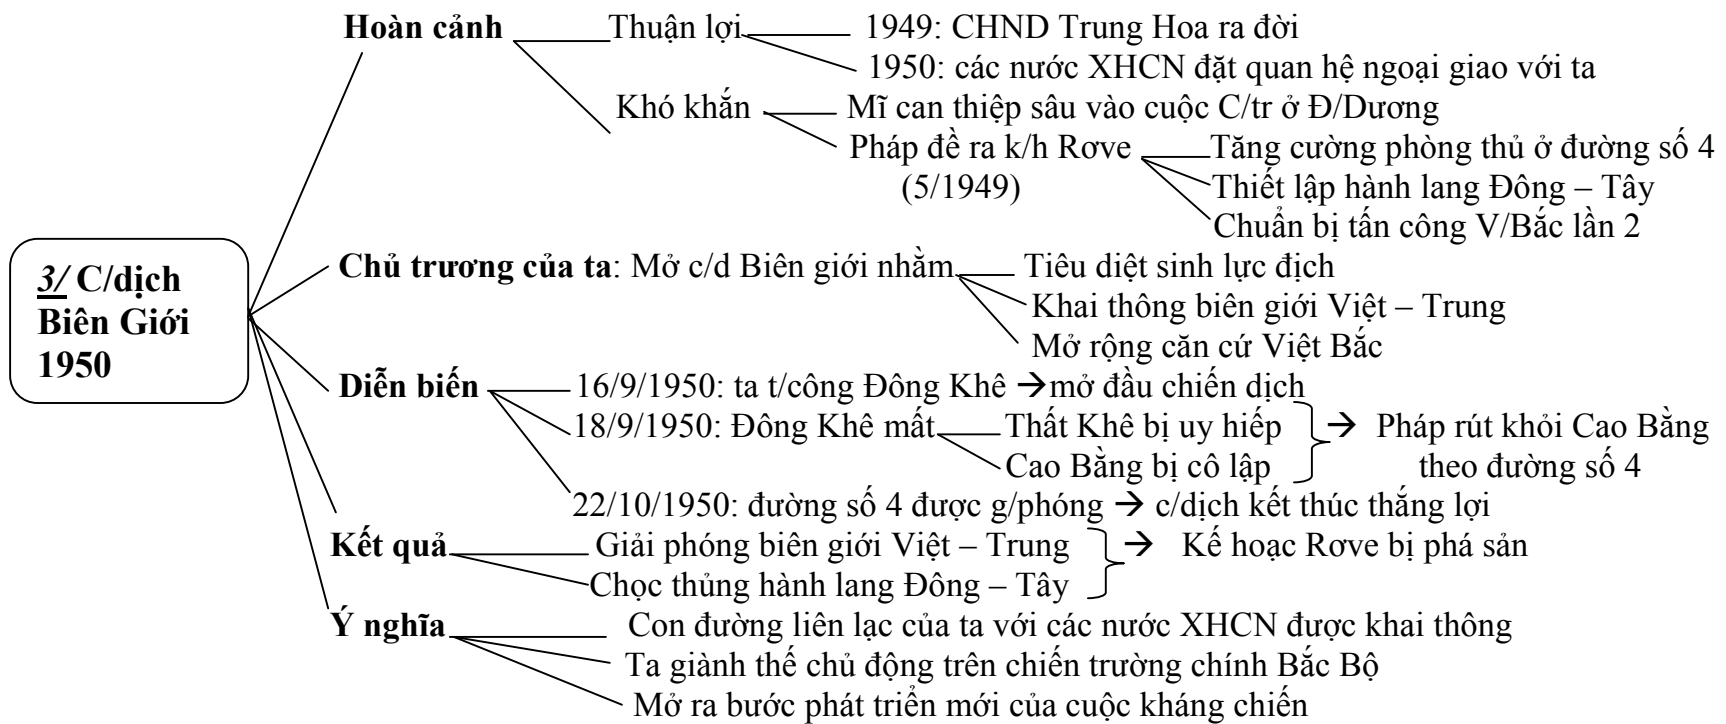 Hoàn cảnh Thuận lợi 1949: CHND Trung Hoa ra đời
1950: các nước XHCN đặt quan hệ ngoại giao với ta
Khó khắn Mĩ can thiệp sâu vào cuộc C/tr ở Đ/Dương
Pháp đề ra k/h Rơve Tăng cường phòng thủ ở đường số 4
(5/1949) Thiết lập hành lang Đông – Tây
Chuẩn bị tấn công V/Bắc lần 2
3/ C/dịch
Biên Giới
1950
Chủ trương của ta: Mở c/d Biên giới nhằm Tiêu diệt sinh lực địch
Khai thông biên giới Việt – Trung
Mở rộng căn cứ Việt Bắc
Diễn biến 16/9/1950: ta t/công Đông Khê → mở đầu chiến dịch
18/9/1950: Đông Khê mất Thất Khê bị uy hiếp → Pháp rút khỏi Cao Bằng
Cao Bằng bị cô lập theo đường số 4
22/10/1950: đường số 4 được g/phóng → c/dịch kết thúc thắng lợi
Kết quả Giải phóng biên giới Việt – Trung → Kế hoạc Rơve bị phá sản
Chọc thủng hành lang Đông – Tây
Ý nghĩa Con đường liên lạc của ta với các nước XHCN được khai thông
Ta giành thế chủ động trên chiến trường chính Bắc Bộ
Mở ra bước phát triển mới của cuộc kháng chiến